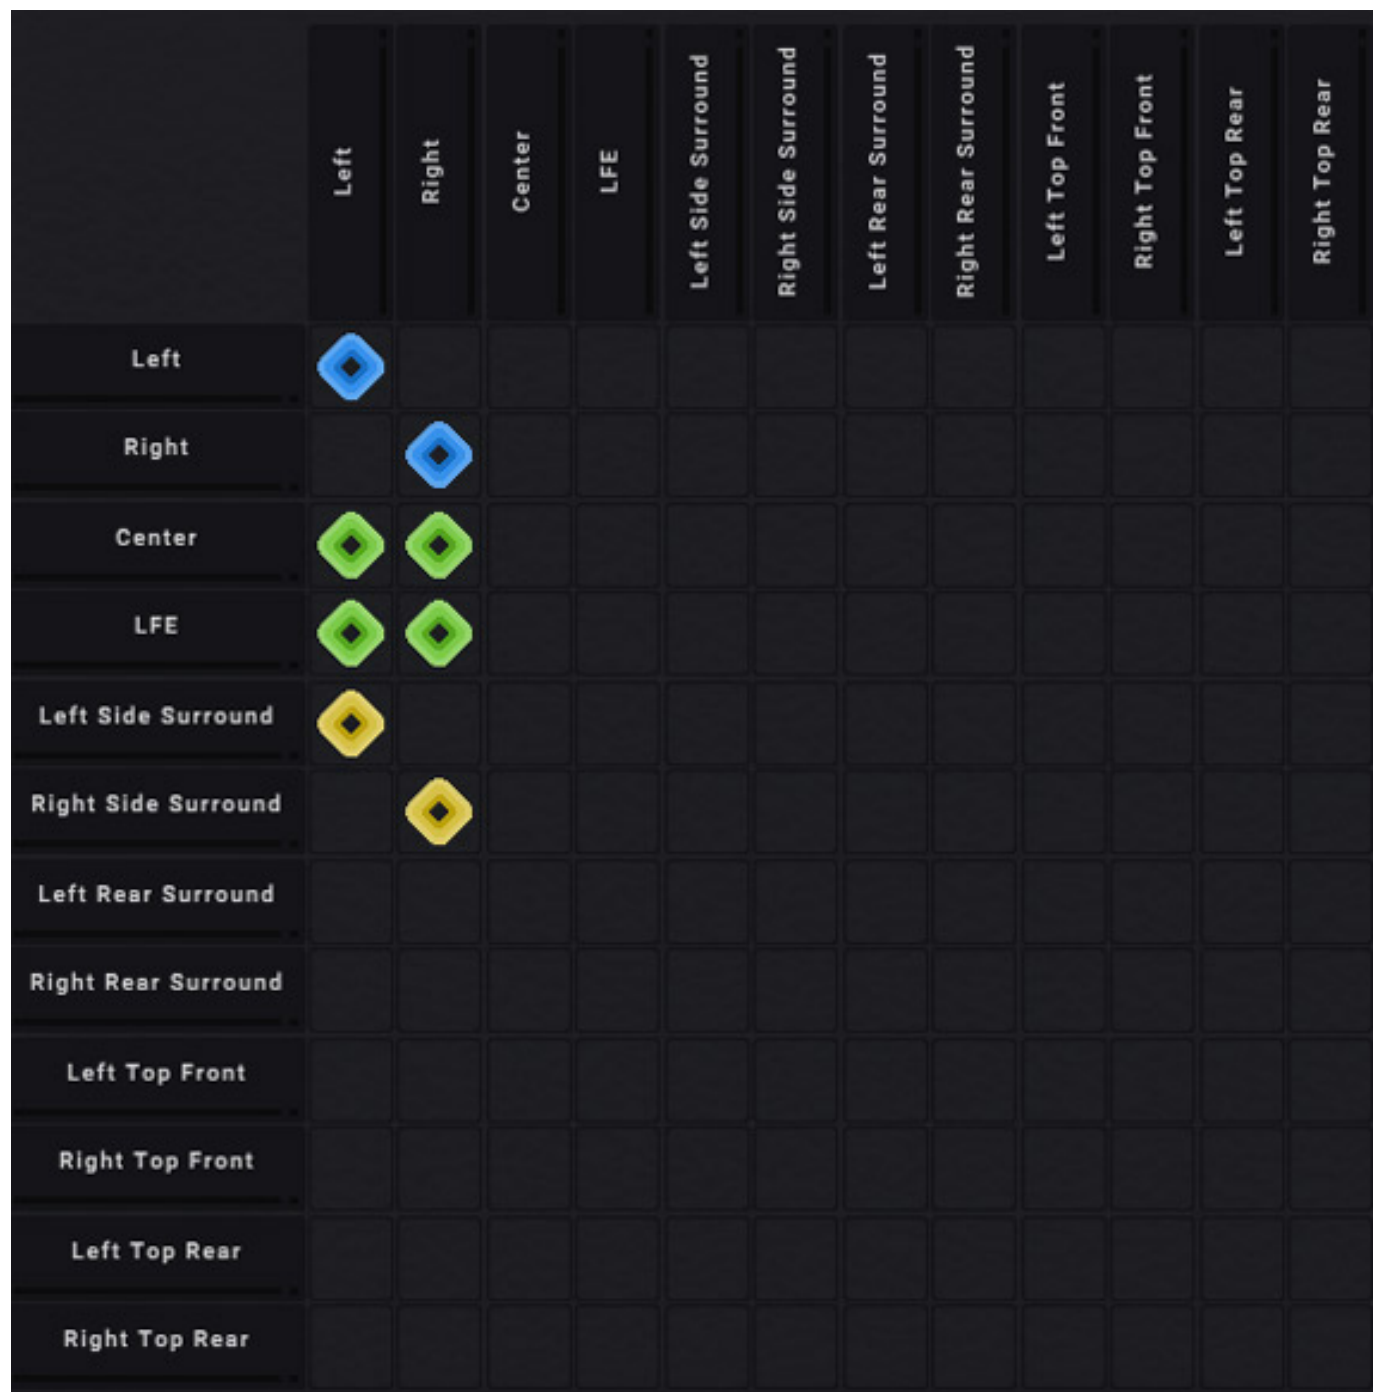 Left
Right
Center
LFE
Left Side Surround
Right Side Surround
Left Rear Surround
Right Rear Surround
Left Top Front
Right Top Front
Left Top Rear
Right Top Rear
Left
Right
Center
LFE
Left Side Surround
Right Side Surround
Left Rear Surround
Right Rear Surround
Left Top Front
Right Top Front
Left Top Rear
Right Top Rear